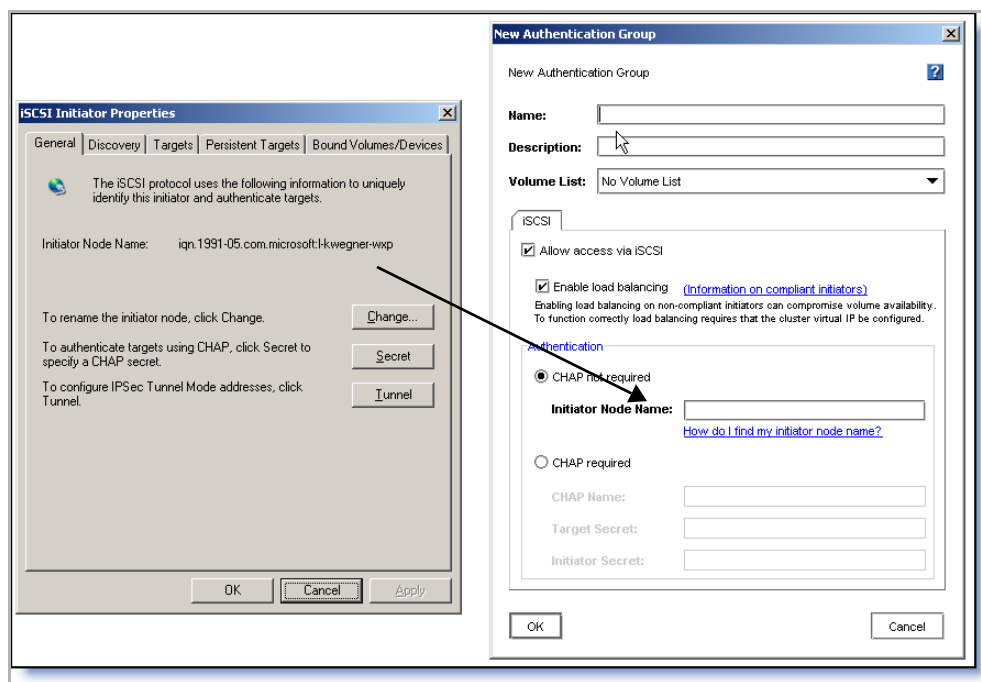 iSCSI Initiator Properties
General Discovery Targets Persistent Targets Bound Volumes/Devices
The iSCSI protocol uses the following information to uniquely
identify this initiator and authenticate targets.
Initiator Node Name: iqn.1991-05.com.microsoft:l-kwegner-wxp
To rename the initiator node, click Change.
Change...
To authenticate targets using CHAP, click Secret to
specify a CHAP secret.
Secret
To configure IPSec Tunnel Mode addresses, click
Tunnel.
Tunnel
OK Cancel Apply
New Authentication Group
New Authentication Group
?
Name:
Description:
Volume List: No Volume List
iSCSI
Allow access via iSCSI
Enable load balancing (Information on compliant initiators)
Enabling load balancing on non-compliant initiators can compromise volume availability.
To function correctly load balancing requires that the cluster virtual IP be configured.
Authentication
CHAP not required
Initiator Node Name:
How do I find my initiator node name?
CHAP required
CHAP Name:
Target Secret:
Initiator Secret:
OK Cancel